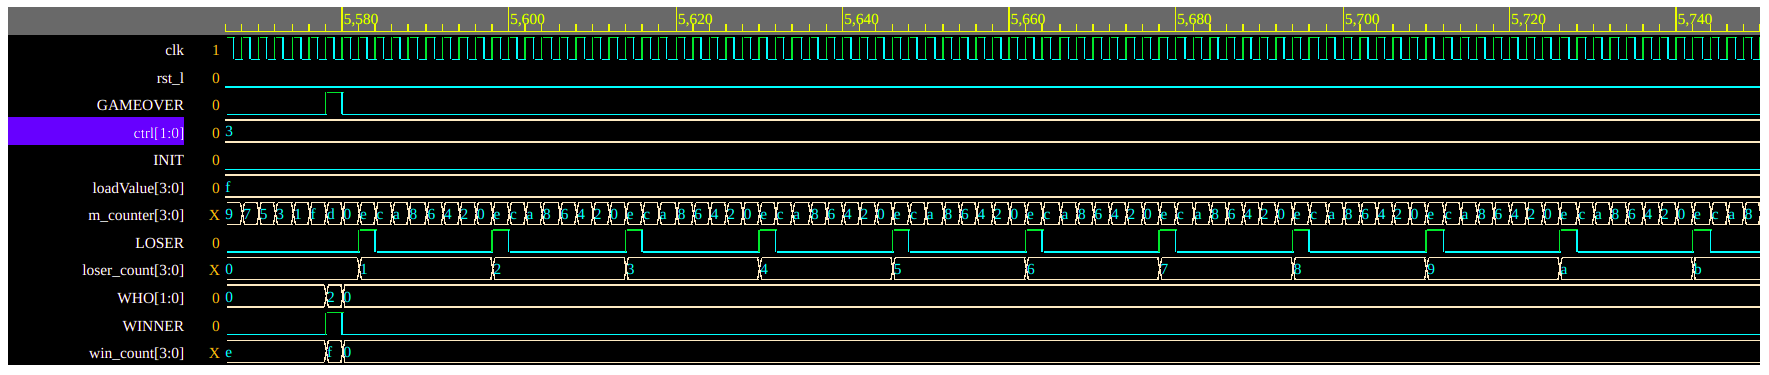 5,580 5,600 5,620 5,640 5,660 5,680 5,700 5,720 5,740
clk 1
rst_l 0
GAMEOVER 0
ctrl[1:0] 0 3
INIT 0
loadValue[3:0] 0 f
m_counter[3:0] X 9 7 5 3 1 f d 0 e c a 8 6 4 2 0 e c a 8 6 4 2 0 e c a 8 6 4 2 0 e c a 8 6 4 2 0 e c a 8 6 4 2 0 e c a 8 6 4 2 0 e c a 8 6 4 2 0 e c a 8 6 4 2 0 e c a 8 6 4 2 0 e c a 8 6 4 2 0 e c a 8
LOSER 0
loser_count[3:0] X 0 1 2 3 4 5 6 7 8 9 a b
WHO[1:0] 0 0 2 0
WINNER 0
win_count[3:0] X e f 0